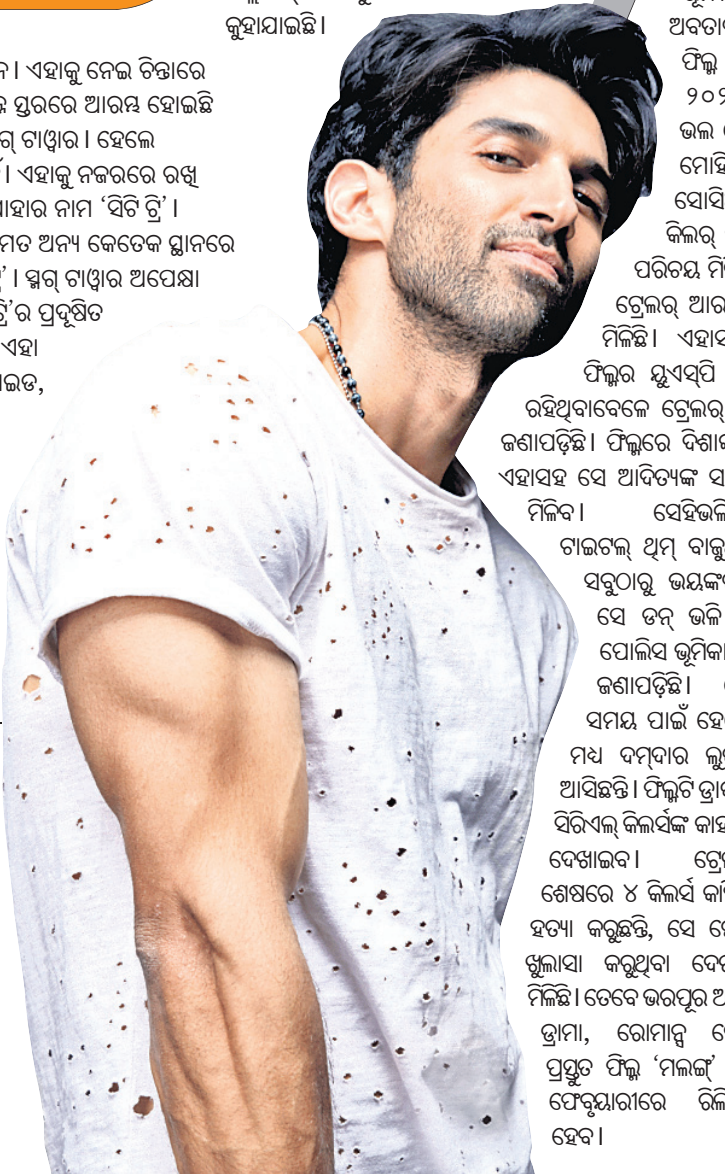 କୁହାଯାଇଛି।
ନ। ଏହାକୁ ନେଇ ଚିନ୍ତାରେ
ସ୍ତରରେ ଆରମ୍ଭ ହୋଇଛି
ଗ୍ ଟାୱାର। ହେଲେ
। ଏହାକୁ ନଜରରେ ରଖି
ାହାର ନାମ ‘ସିଟି ଟ୍ରି’।
ମତ ଅନ୍ୟ କେତେକ ସ୍ଥାନରେ
’। ସ୍ମଗ୍ ଟାୱାର ଅପେକ୍ଷା
ଟ୍ରି’ର ପ୍ରଦୂଷିତ
ଏହା
ାଇଡ,
ଅବତା
ଫିଲ୍ମ
୨୦୨
ଭଲ
ମୋହି
ସୋସି
କିଲର୍
ପରିଚୟ ମି
ଟ୍ରେଲର୍ ଆର
ମିଳିଛି। ଏହାସ
ଫିଲ୍ମର ୟୁଏସ୍‌ପି
ରହିଥିବାବେଳେ ଟ୍ରେଲର୍
ଜଣାପଡ଼ିଛି। ଫିଲ୍ମରେ ଦିଶା
ଏହାସହ ସେ ଆଦିତ୍ୟଙ୍କ ସ
ମିଳିବ। ସେହିଭଳି
ଟାଇଟଲ୍ ଥିମ୍ ବାଜୁ
ସବୁଠାରୁ ଭୟଙ୍କ
ସେ ଡନ୍ ଭଳି
ପୋଲିସ ଭୂମିକା
ଜଣାପଡ଼ିଛି।
ସମୟ ପାଇଁ ହେ
ମଧ୍ୟ ଦମ୍‌ଦାର ଲୁ
ଆସିଛନ୍ତି। ଫିଲ୍ମଟି ଡ୍ରା
ସିରିଏଲ୍ କିଲର୍ସଙ୍କ କାହ
ଦେଖାଇବ। ଟ୍ରେ
ଶେଷରେ ୪ କିଲର୍ସ କା
ହତ୍ୟା କରୁଛନ୍ତି, ସେ
ଖୁଲାସା କରୁଥିବା ଦେ
ମିଳିଛି। ତେବେ ଭରପୂର ଅ
ଡ୍ରାମା, ରୋମାନ୍ସ
ପ୍ରସ୍ତୁତ ଫିଲ୍ମ ‘ମଲଙ୍ଗ୍’
ଫେବୃୟାରୀରେ ରିଲି
ହେବ।